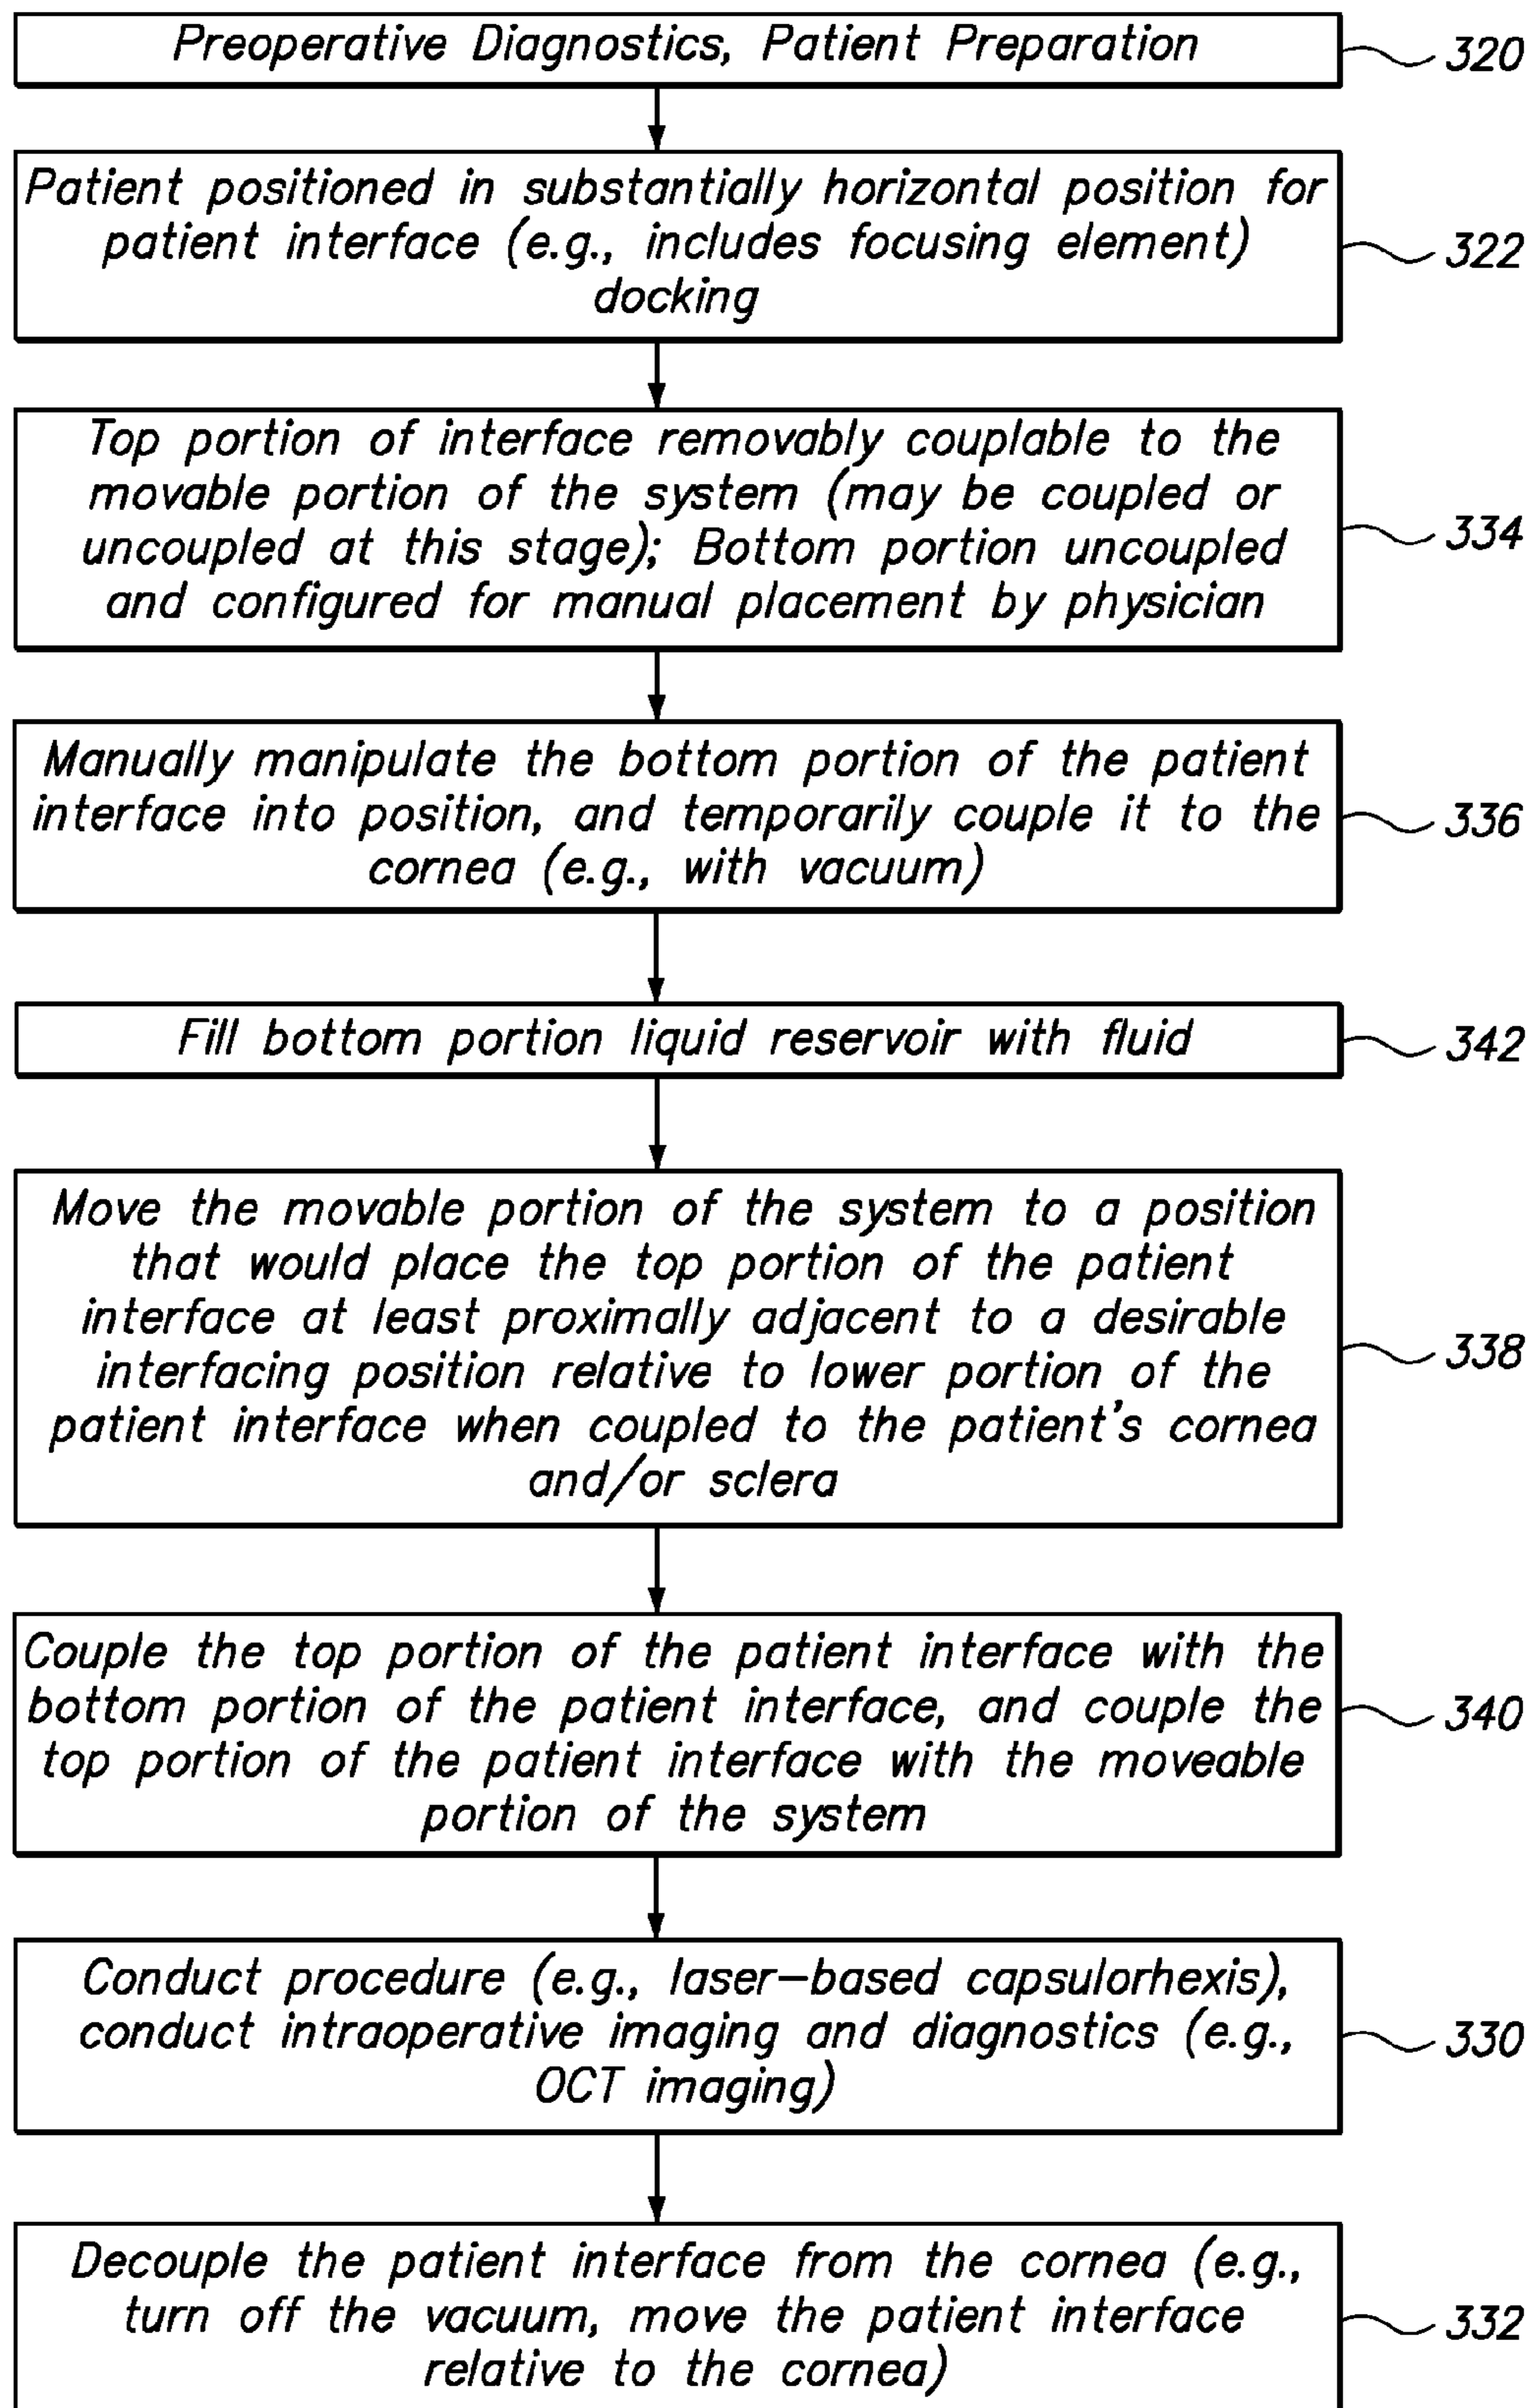 Preoperative Diagnostics, Patient Preparation
320
Patient positioned in substantially horizontal position for
patient interface (e.g., includes focusing element)
docking
322
Top portion of interface removably couplable to the
movable portion of the system (may be coupled or
uncoupled at this stage); Bottom portion uncoupled
and configured for manual placement by physician
334
Manually manipulate the bottom portion of the patient
interface into position, and temporarily couple it to the
cornea (e.g., with vacuum)
336
Fill bottom portion liquid reservoir with fluid
342
Move the movable portion of the system to a position
that would place the top portion of the patient
interface at least proximally adjacent to a desirable
interfacing position relative to lower portion of the
patient interface when coupled to the patient's cornea
and/or sclera
338
Couple the top portion of the patient interface with the
bottom portion of the patient interface, and couple the
top portion of the patient interface with the moveable
portion of the system
340
Conduct procedure (e.g., laser-based capsulorhexis),
conduct intraoperative imaging and diagnostics (e.g.,
OCT imaging)
330
Decouple the patient interface from the cornea (e.g.,
turn off the vacuum, move the patient interface
relative to the cornea)
332